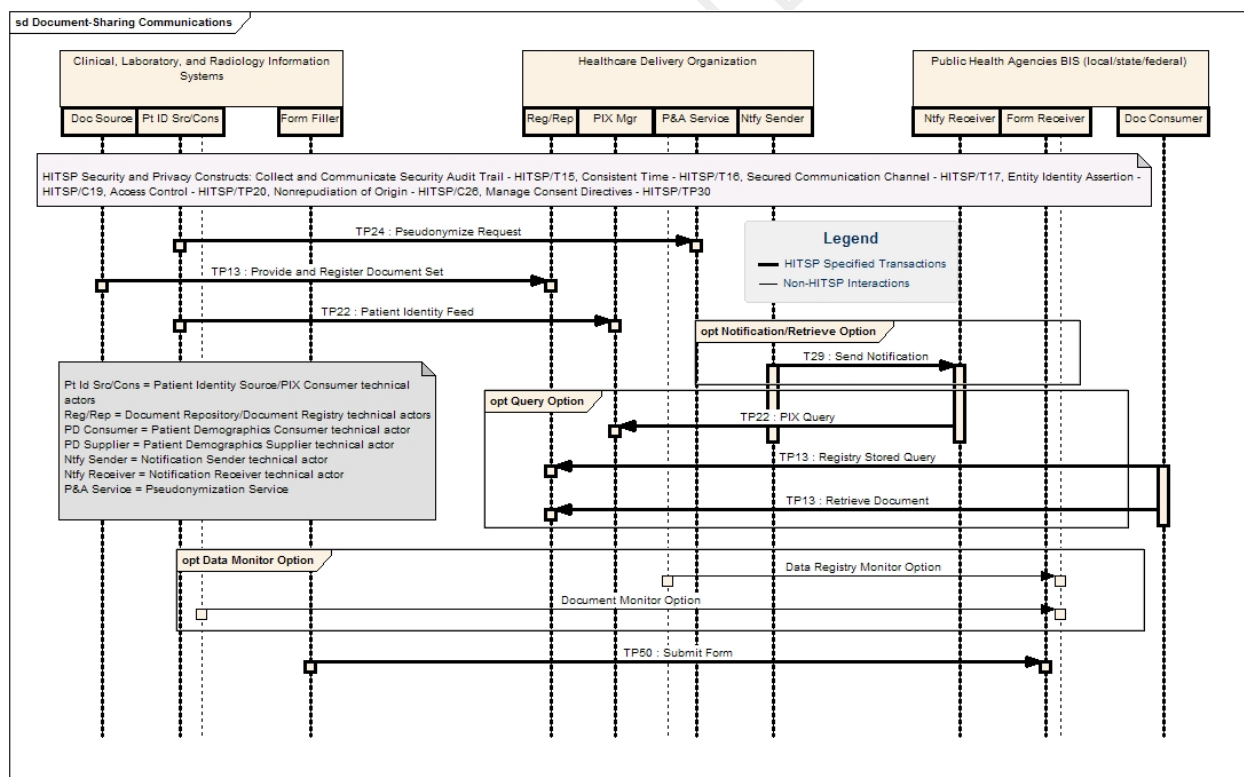 sd Document-Sharing Communications
Clinical, Laboratory, and Radiology Information
Systems
Healthcare Delivery Organization
Public Health Agencies BIS (local/state/federal)
Doc Source
Pt ID Src/Cons
Form Filler
Reg/Rep
PIX Mgr
P&A Service
Ntfy Sender
Ntfy Receiver
Form Receiver
Doc Consumer
HITSP Security and Privacy Constructs: Collect and Communicate Security Audit Trail - HITSP/T15, Consistent Time - HITSP/T16, Secured Communication Channel - HITSP/T17, Entity Identity Assertion -
HITSP/C19, Access Control - HITSP/TP20, Nonrepudiation of Origin - HITSP/C26, Manage Consent Directives - HITSP/TP30
TP24 : Pseudonymize Request
Legend
HITSP Specified Transactions
Non-HITSP Interactions
TP13 : Provide and Register Document Set
TP22 : Patient Identity Feed
opt Notification/Retrieve Option
T29 : Send Notification
Pt Id Src/Cons = Patient Identity Source/PIX Consumer technical
actors
Reg/Rep = Document Repository/Document Registry technical actors
PD Consumer = Patient Demographics Consumer technical actor
PD Supplier = Patient Demographics Supplier technical actor
Ntfy Sender = Notification Sender technical actor
Ntfy Receiver = Notification Receiver technical actor
P&A Service = Pseudonymization Service
opt Query Option
TP22 : PIX Query
TP13 : Registry Stored Query
TP13 : Retrieve Document
opt Data Monitor Option
Data Registry Monitor Option
Document Monitor Option
TP50 : Submit Form